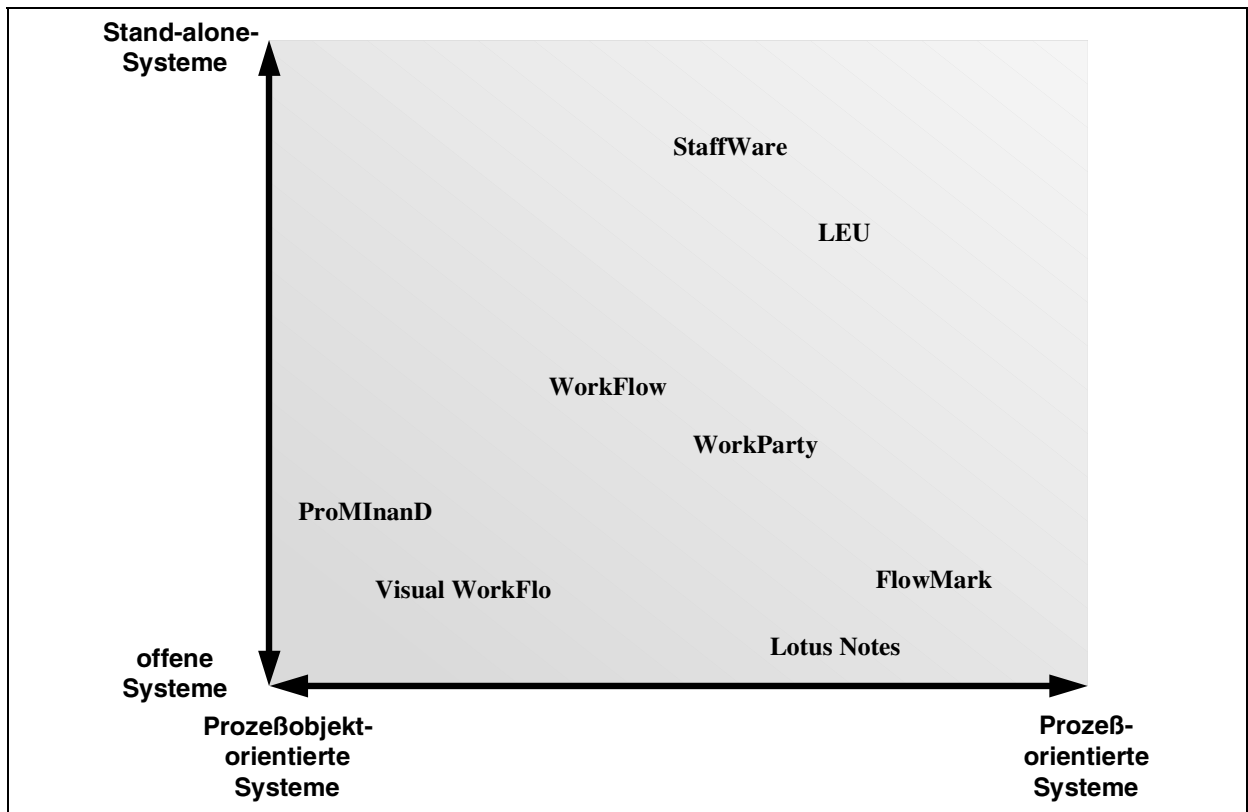 Stand-alone-
Systeme
StaffWare
LEU
WorkFlow
WorkParty
ProMInanD
FlowMark
Visual WorkFlo
Lotus Notes
offene
Systeme
Prozeßobjekt-
orientierte
Systeme
Prozeß-
orientierte
Systeme